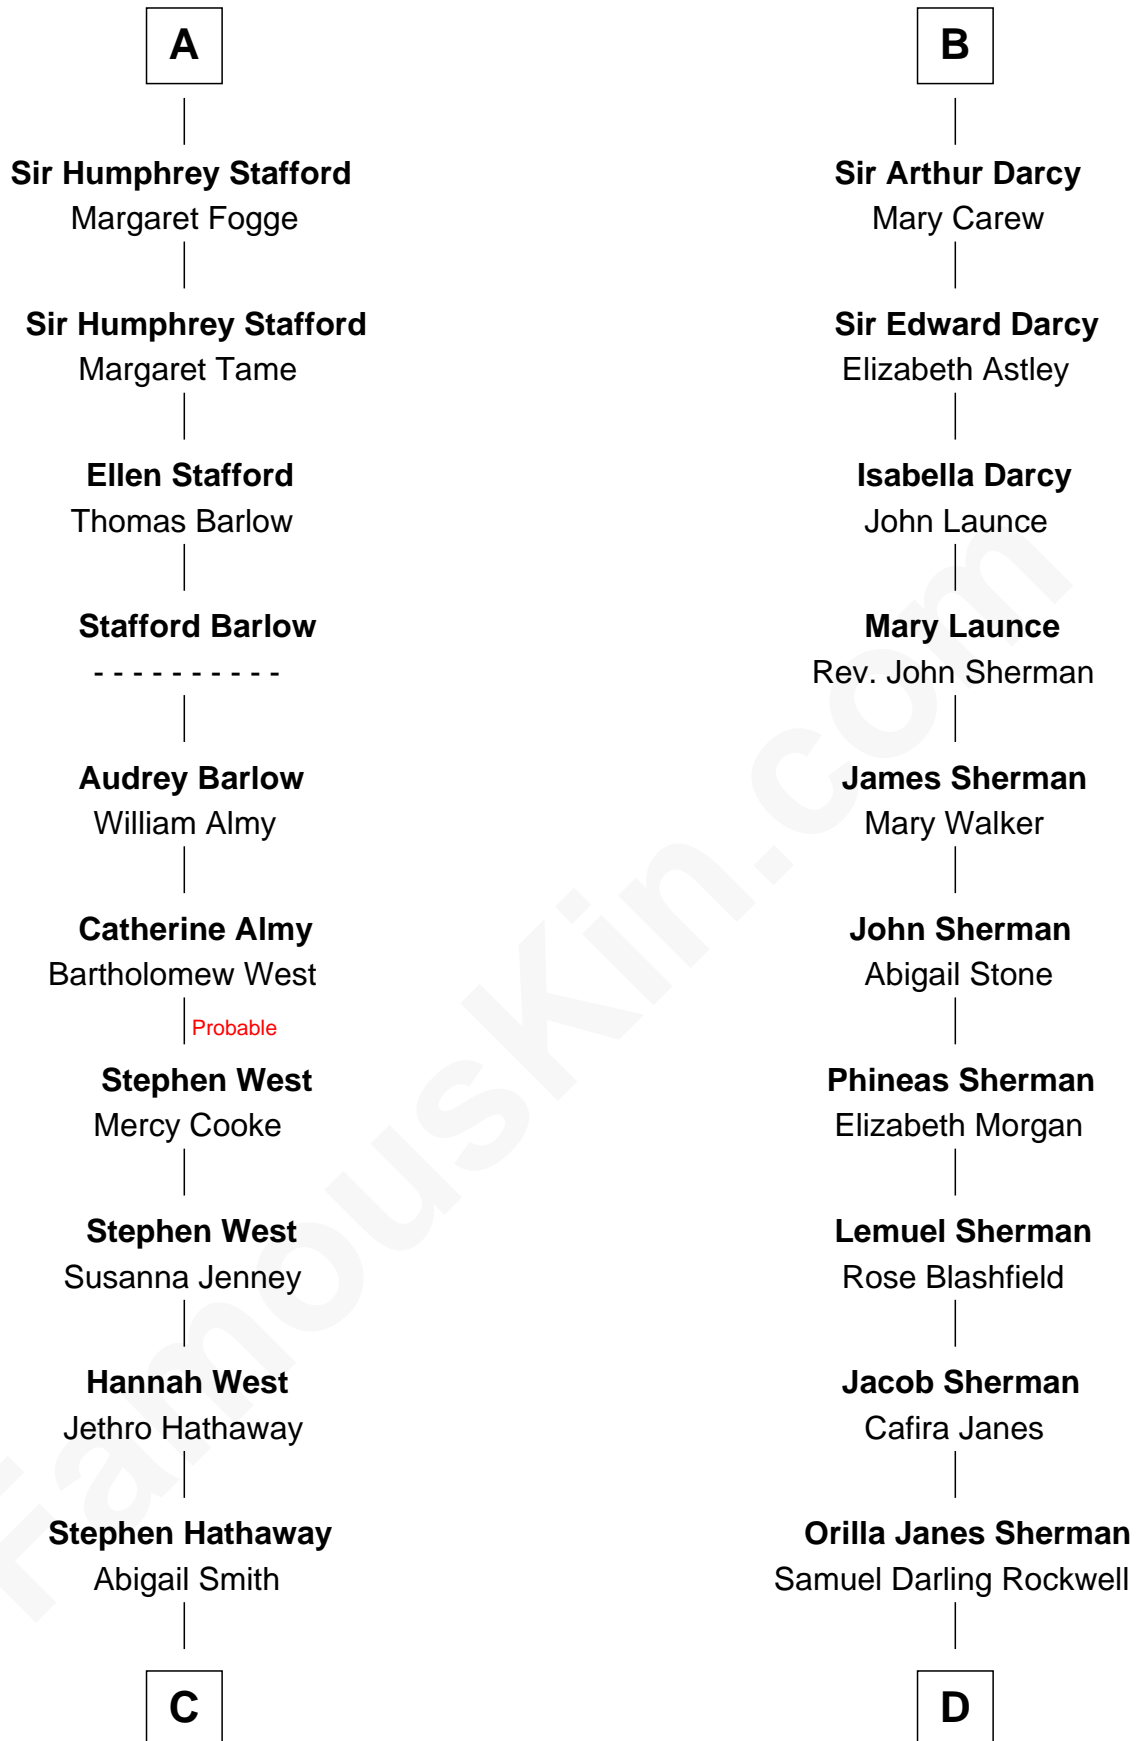 A
Sir Humphrey Stafford
Margaret Fogge
Sir Humphrey Stafford
Margaret Tame
Ellen Stafford
Thomas Barlow
Stafford Barlow
- - - - - - - - - -
Audrey Barlow
William Almy
Catherine Almy
Bartholomew West
Probable
Stephen West
Mercy Cooke
Stephen West
Susanna Jenney
Hannah West
Jethro Hathaway
Stephen Hathaway
Abigail Smith
C
B
Sir Arthur Darcy
Mary Carew
Sir Edward Darcy
Elizabeth Astley
Isabella Darcy
John Launce
Mary Launce
Rev. John Sherman
James Sherman
Mary Walker
John Sherman
Abigail Stone
Phineas Sherman
Elizabeth Morgan
Lemuel Sherman
Rose Blashfield
Jacob Sherman
Cafira Janes
Orilla Janes Sherman
Samuel Darling Rockwell
D
FamousKin.com